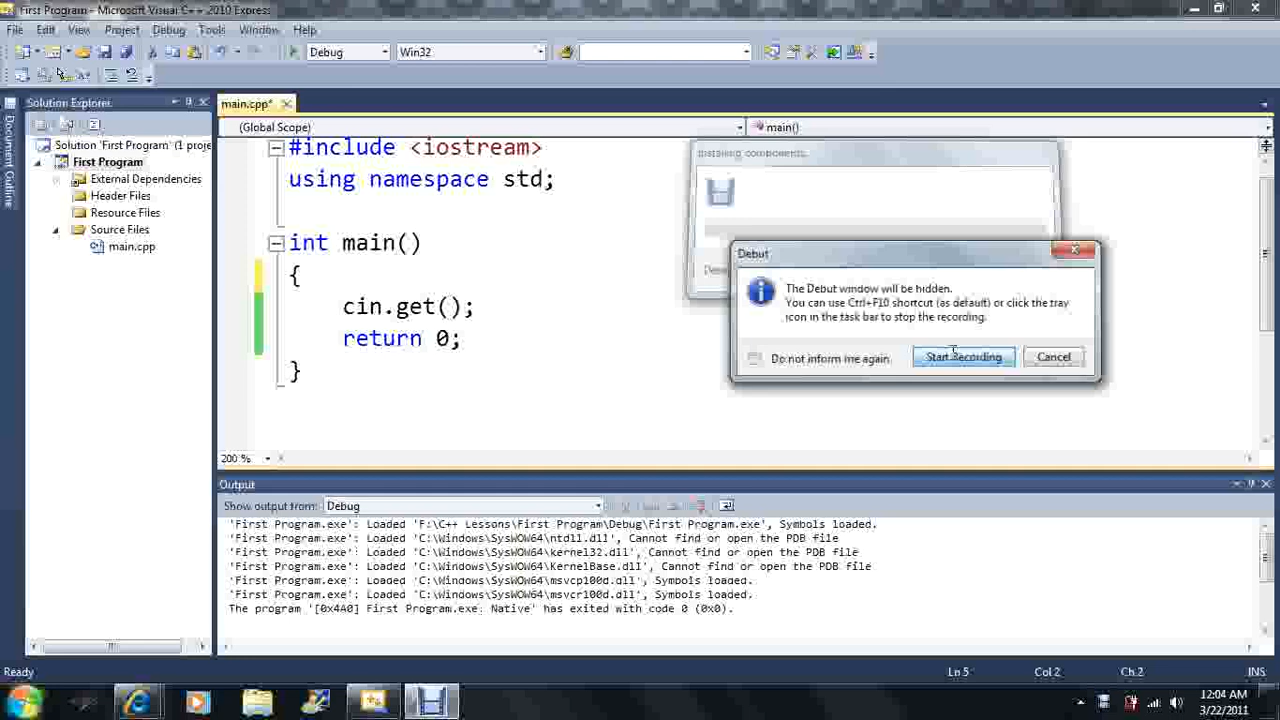 First Program - Microsoft Visual C++ 2010 Express
File Edit View Project Debug Tools Window Help
Debug Win32
Solution Explorer
main.cpp*
(Global Scope)
main()
Document Outline
Solution 'First Program' (1 proje
First Program
External Dependencies
Header Files
Resource Files
Source Files
main.cpp
#include <iostream>
using namespace std;
int main()
{
cin.get();
return 0;
}
Installing components...
Debut
The Debut window will be hidden.
You can use Ctrl+F10 shortcut (as default) or click the tray
icon in the task bar to stop the recording.
Do not inform me again.
Start Recording
Cancel
200 %
Output
Show output from: Debug
'First Program.exe': Loaded 'F:\C++ Lessons\First Program\Debug\First Program.exe', Symbols loaded.
'First Program.exe': Loaded 'C:\Windows\SysWOW64\ntdll.dll', Cannot find or open the PDB file
'First Program.exe': Loaded 'C:\Windows\SysWOW64\kernel32.dll', Cannot find or open the PDB file
'First Program.exe': Loaded 'C:\Windows\SysWOW64\KernelBase.dll', Cannot find or open the PDB file
'First Program.exe': Loaded 'C:\Windows\SysWOW64\msvcp100d.dll', Symbols loaded.
'First Program.exe': Loaded 'C:\Windows\SysWOW64\msvcr100d.dll', Symbols loaded.
The program '[0x4A0] First Program.exe: Native' has exited with code 0 (0x0).
Ready
Ln 5 Col 2 Ch 2 INS
12:04 AM
3/22/2011